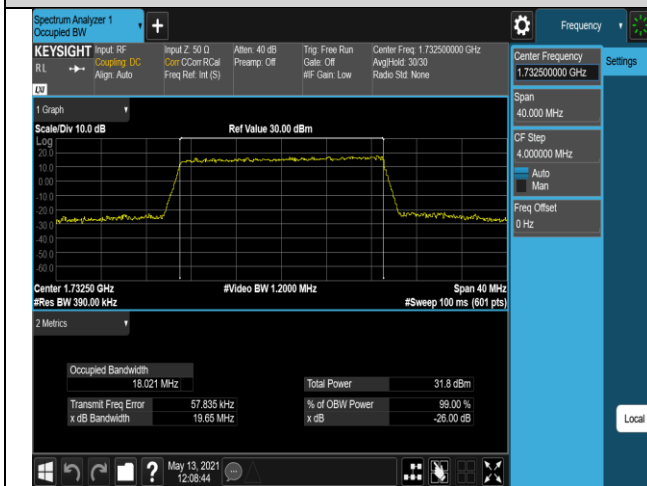 Spectrum Analyzer 1
Occupied BW
+
Frequency
KEYSIGHT
RL
LXI
Input: RF
Coupling: DC
Align: Auto
Input Z: 50 Ω
Corr CCorr RCal
Freq Ref: Int (S)
Atten: 40 dB
Preamp: Off
Trig: Free Run
Gate: Off
#IF Gain: Low
Center Freq: 1.732500000 GHz
Avg|Hold: 30/30
Radio Std: None
Center Frequency
1.732500000 GHz
Settings
Span
40.000 MHz
CF Step
4.000000 MHz
Auto
Man
Freq Offset
0 Hz
Local
1 Graph
Scale/Div 10.0 dB
Ref Value 30.00 dBm
Log
20.0
10.0
0.00
-10.0
-20.0
-30.0
-40.0
-50.0
-60.0
Center 1.73250 GHz
#Video BW 1.2000 MHz
Span 40 MHz
#Res BW 390.00 kHz
#Sweep 100 ms (601 pts)
2 Metrics
Occupied Bandwidth
18.021 MHz
Total Power 31.8 dBm
Transmit Freq Error 57.835 kHz
% of OBW Power 99.00 %
x dB Bandwidth 19.65 MHz
x dB -26.00 dB
?
May 13, 2021
12:08:44